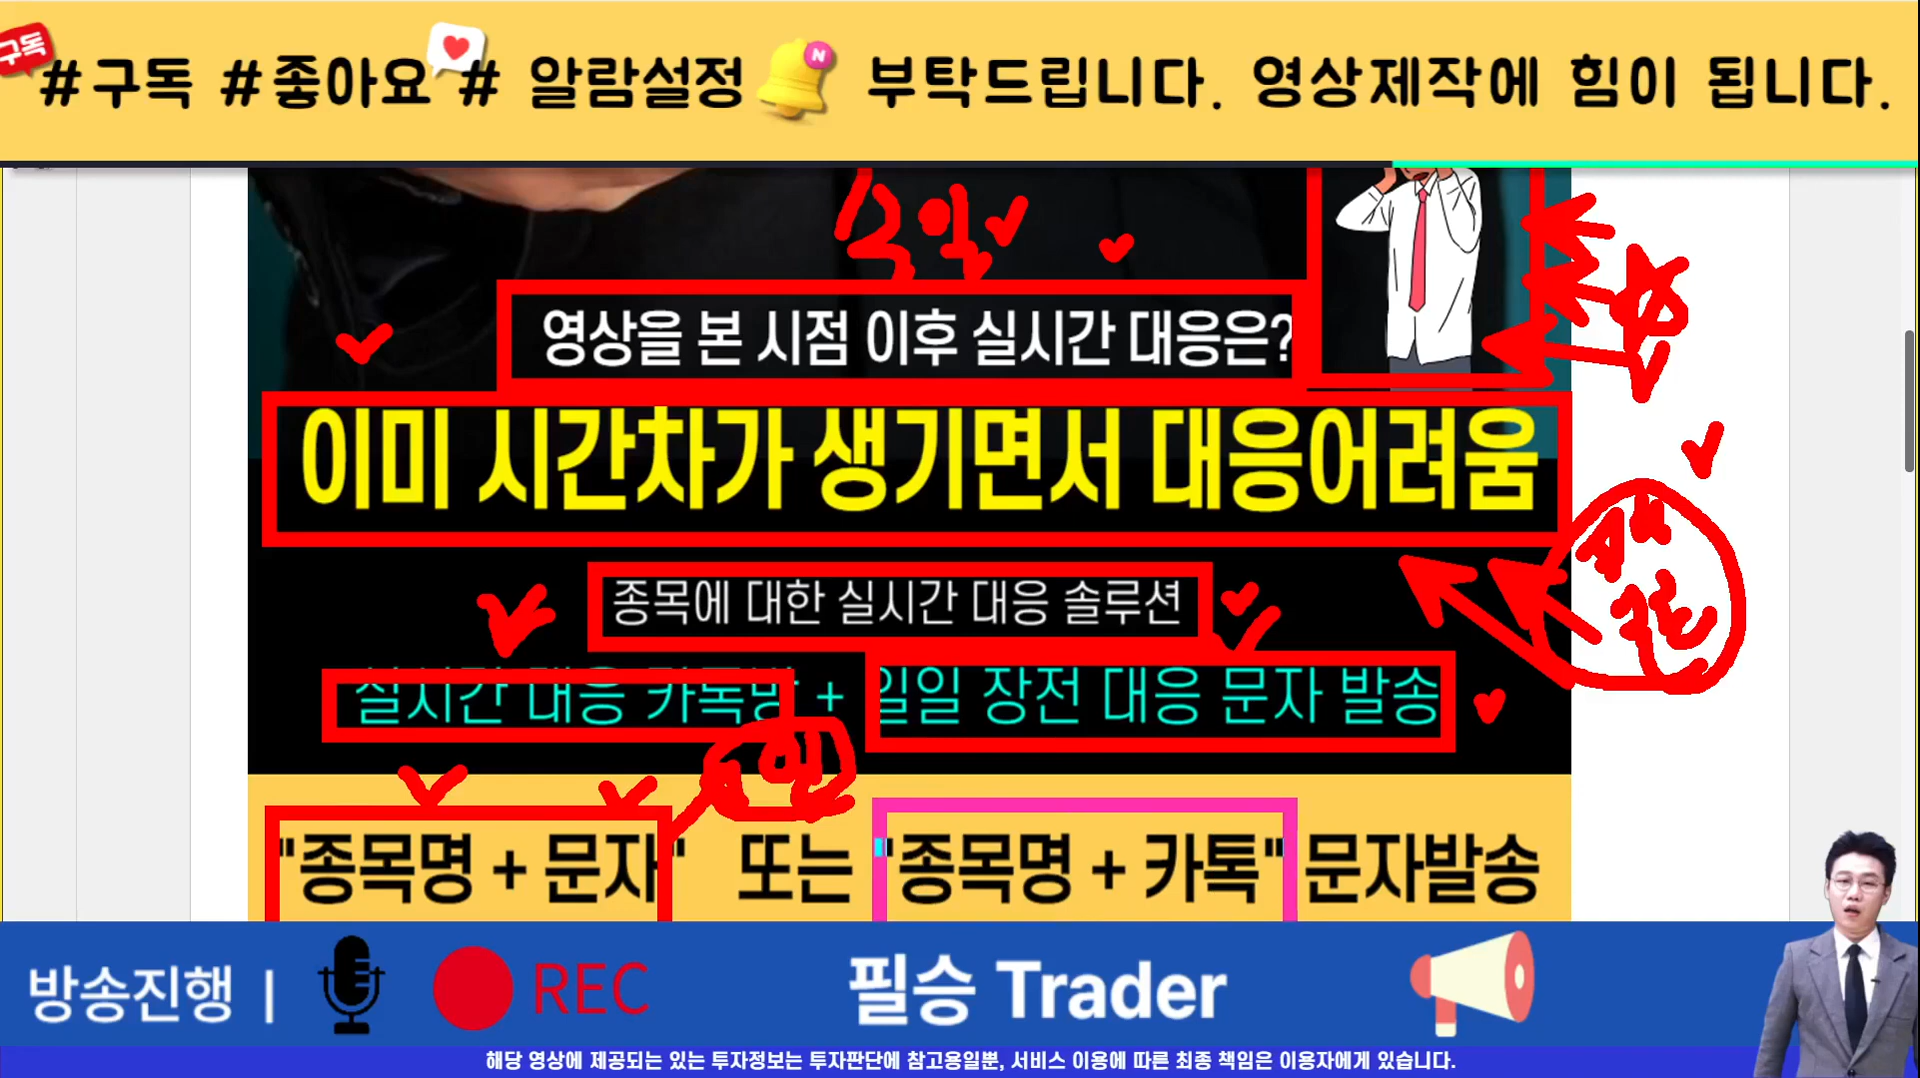 구독
#구독 #좋아요 # 알람설정 N 부탁드립니다. 영상제작에 힘이 됩니다.
영상을 본 시점 이후 실시간 대응은?
이미 시간차가 생기면서 대응어려움
종목에 대한 실시간 대응 솔루션
실시간 대응 카톡방 + 일일 장전 대응 문자 발송
"종목명 + 문자" 또는 "종목명 + 카톡" 문자발송
방송진행 | REC 필승 Trader
해당 영상에 제공되는 있는 투자정보는 투자판단에 참고용일뿐, 서비스 이용에 따른 최종 책임은 이용자에게 있습니다.